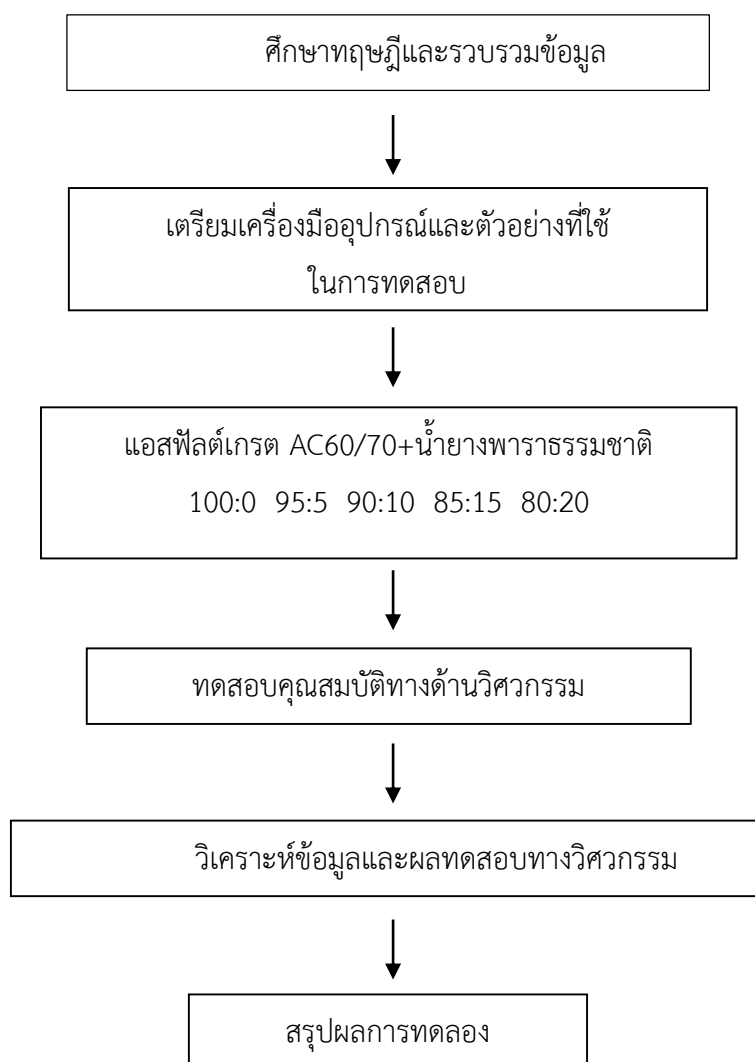 ศึกษาทฤษฎีและรวบรวมข้อมูล
เตรียมเครื่องมืออุปกรณ์และตัวอย่างที่ใช้
ในการทดสอบ
แอสฟัลต์เกรต AC60/70+น้ำยางพาราธรรมชาติ
100:0 95:5 90:10 85:15 80:20
ทดสอบคุณสมบัติทางด้านวิศวกรรม
วิเคราะห์ข้อมูลและผลทดสอบทางวิศวกรรม
สรุปผลการทดลอง